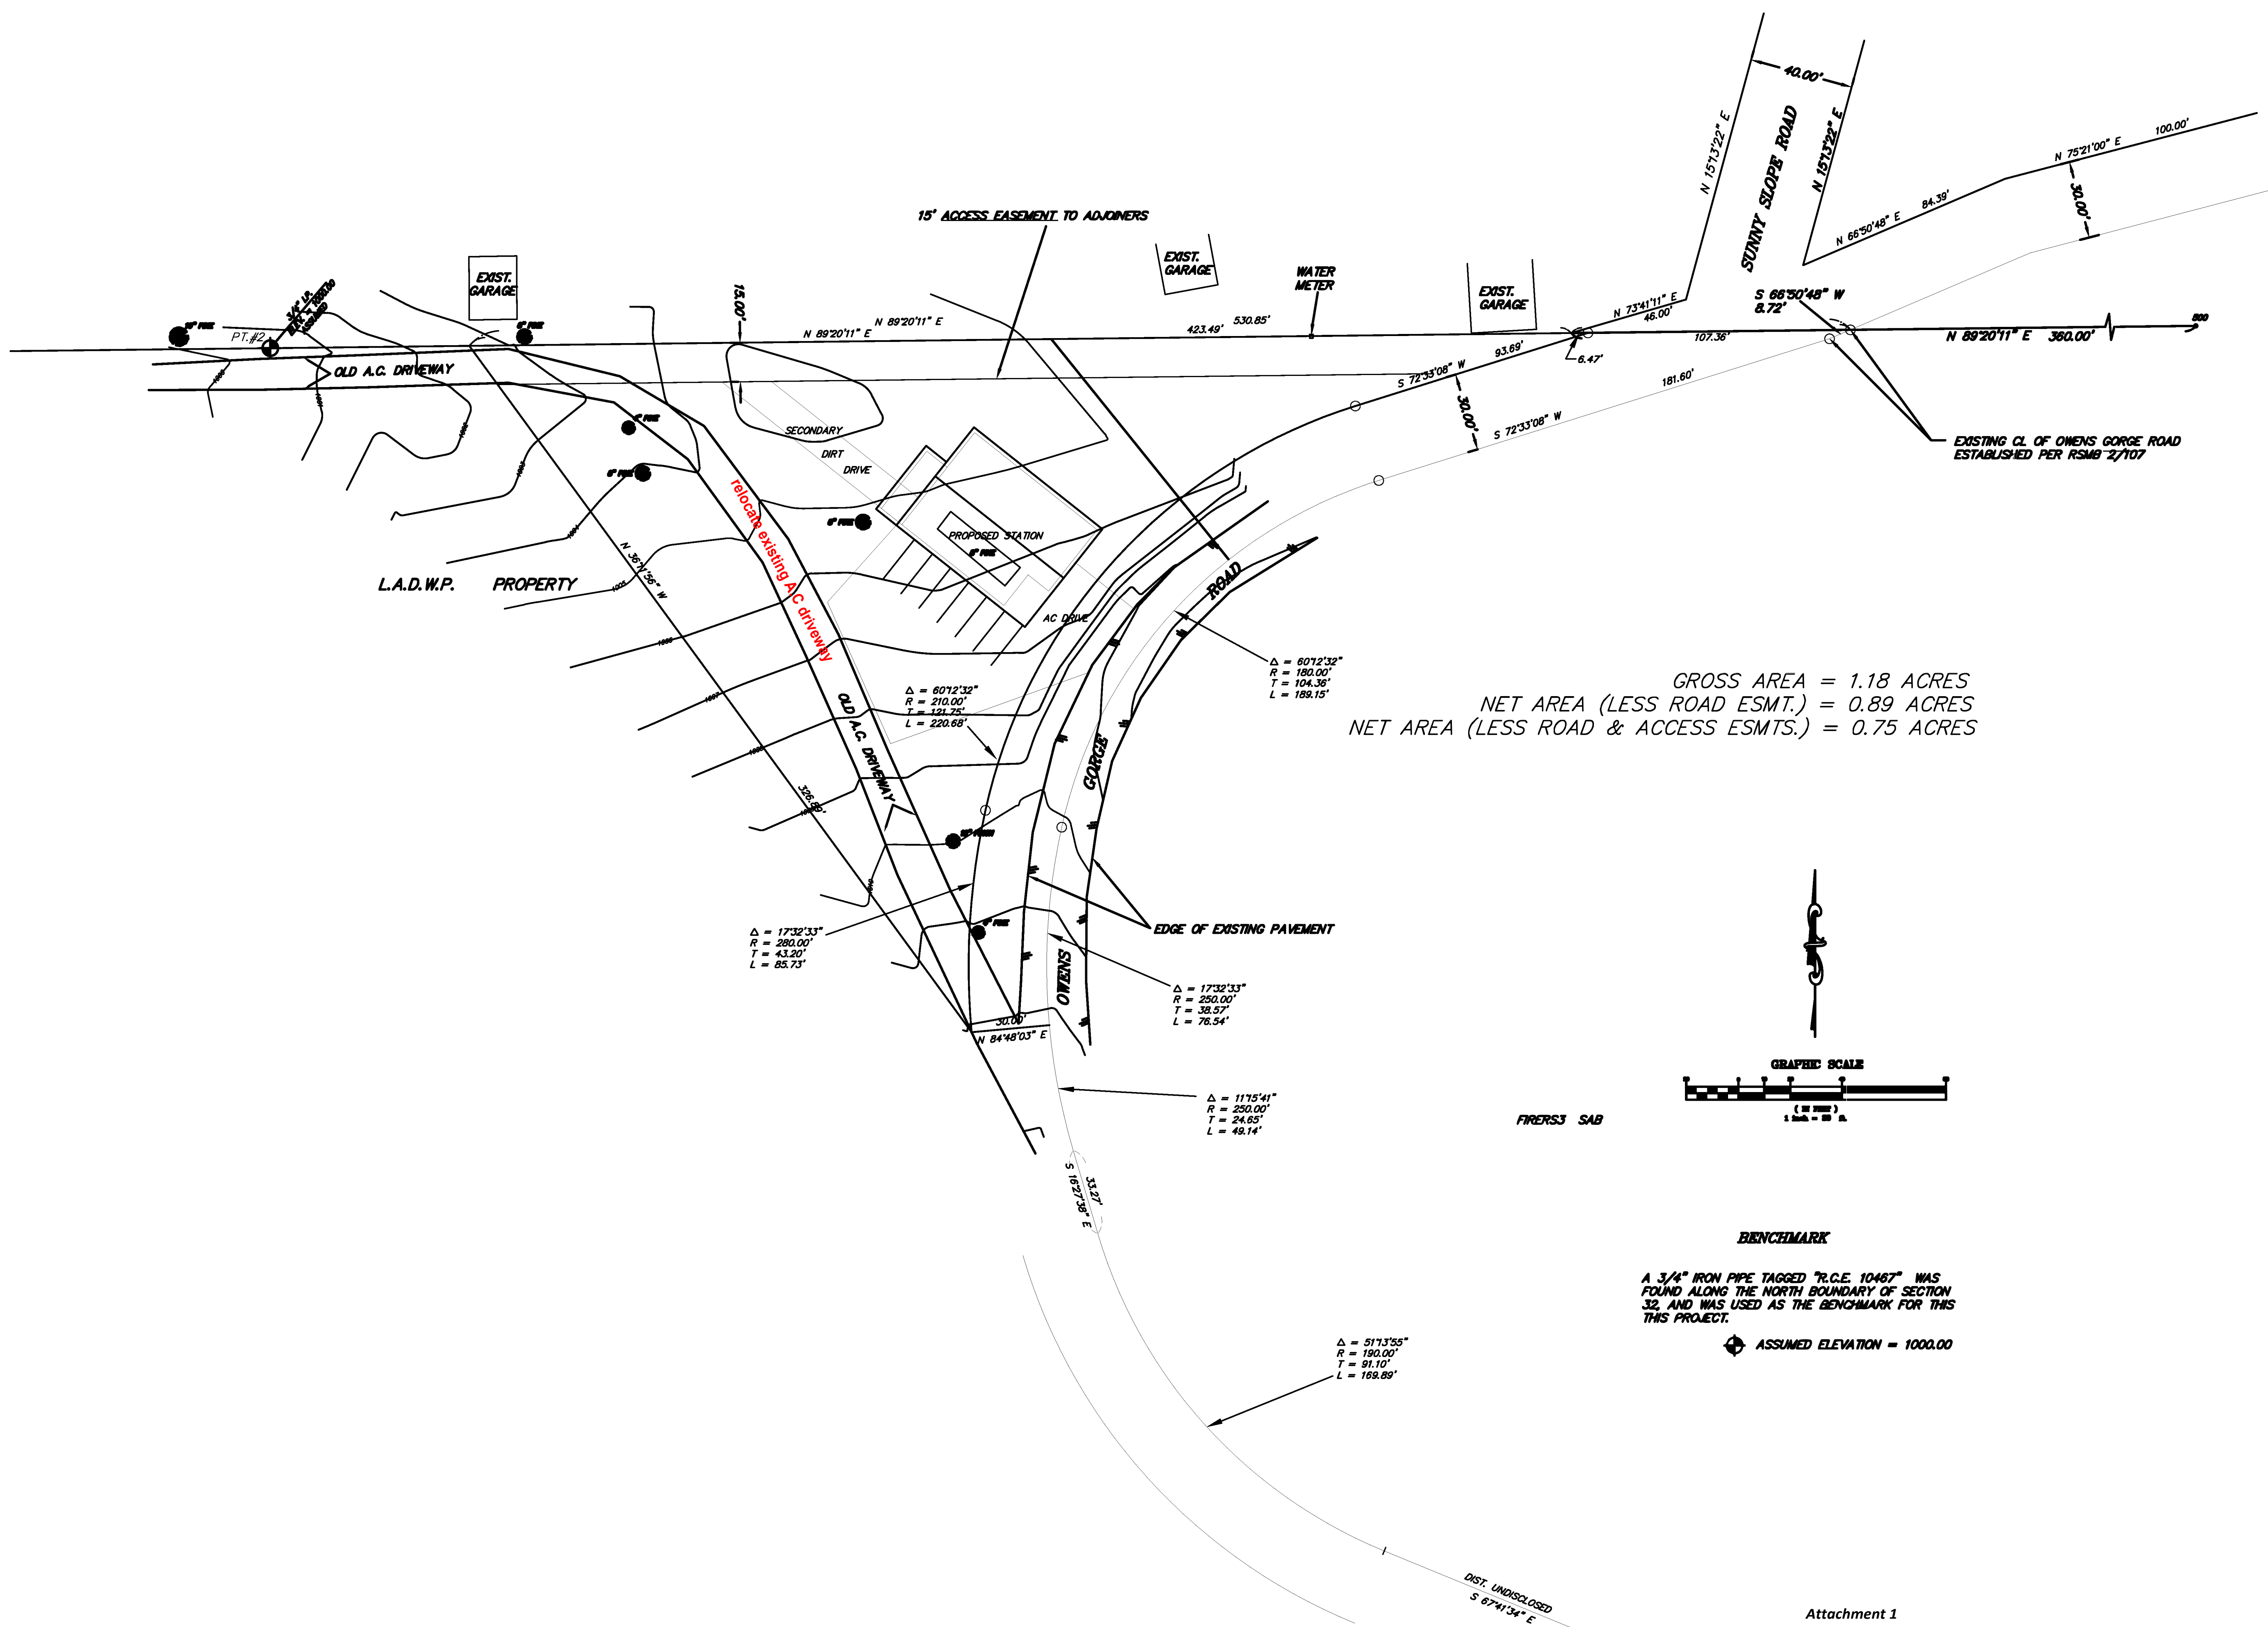 40.00'
N 15°13'22" E
N 15°13'22" E
SUNNY SLOPE ROAD
N 75°21'00" E
100.00'
30.00'
N 66°50'48" E
84.39'
15' ACCESS EASEMENT TO ADJOINERS
EXIST.
GARAGE
EXIST.
GARAGE
WATER
METER
EXIST.
GARAGE
3/4" I.P.
ELEV. = 1000.00
ASSUMED
PT.#2
15.00'
N 89°20'11" E
N 89°20'11" E
423.49'
530.85'
N 73°41'11" E
46.00'
S 66°50'48" W
8.72'
107.36'
N 89°20'11" E 360.00'
6.47'
93.69'
S 72°33'08" W
181.60'
S 72°33'08" W
30.00'
OLD A.C. DRIVEWAY
SECONDARY
DIRT
DRIVE
EXISTING CL OF OWENS GORGE ROAD
ESTABLISHED PER RSMB 2/107
relocate existing AC driveway
PROPOSED STATION
AC DRIVE
L.A.D.W.P. PROPERTY
N 36°11'56" W
326.89'
OLD A.C. DRIVEWAY
ROAD
GORGE
OWENS
Δ = 60°12'32"
R = 180.00'
T = 104.36'
L = 189.15'
Δ = 60°12'32"
R = 210.00'
T = 121.75'
L = 220.68'
GROSS AREA = 1.18 ACRES
NET AREA (LESS ROAD ESMT.) = 0.89 ACRES
NET AREA (LESS ROAD & ACCESS ESMTS.) = 0.75 ACRES
EDGE OF EXISTING PAVEMENT
Δ = 17°32'33"
R = 280.00'
T = 43.20'
L = 85.73'
Δ = 17°32'33"
R = 250.00'
T = 38.57'
L = 76.54'
30.00'
N 84°48'03" E
Δ = 11°15'41"
R = 250.00'
T = 24.65'
L = 49.14'
GRAPHIC SCALE
( IN FEET )
FIRERS3 SAB
33.27'
S 16°27'38" E
BENCHMARK
A 3/4" IRON PIPE TAGGED "R.C.E. 10467" WAS
FOUND ALONG THE NORTH BOUNDARY OF SECTION
32, AND WAS USED AS THE BENCHMARK FOR THIS
THIS PROJECT.
ASSUMED ELEVATION = 1000.00
Δ = 51°13'55"
R = 190.00'
T = 91.10'
L = 169.89'
DIST. UNDISCLOSED
S 67°41'34" E
Attachment 1